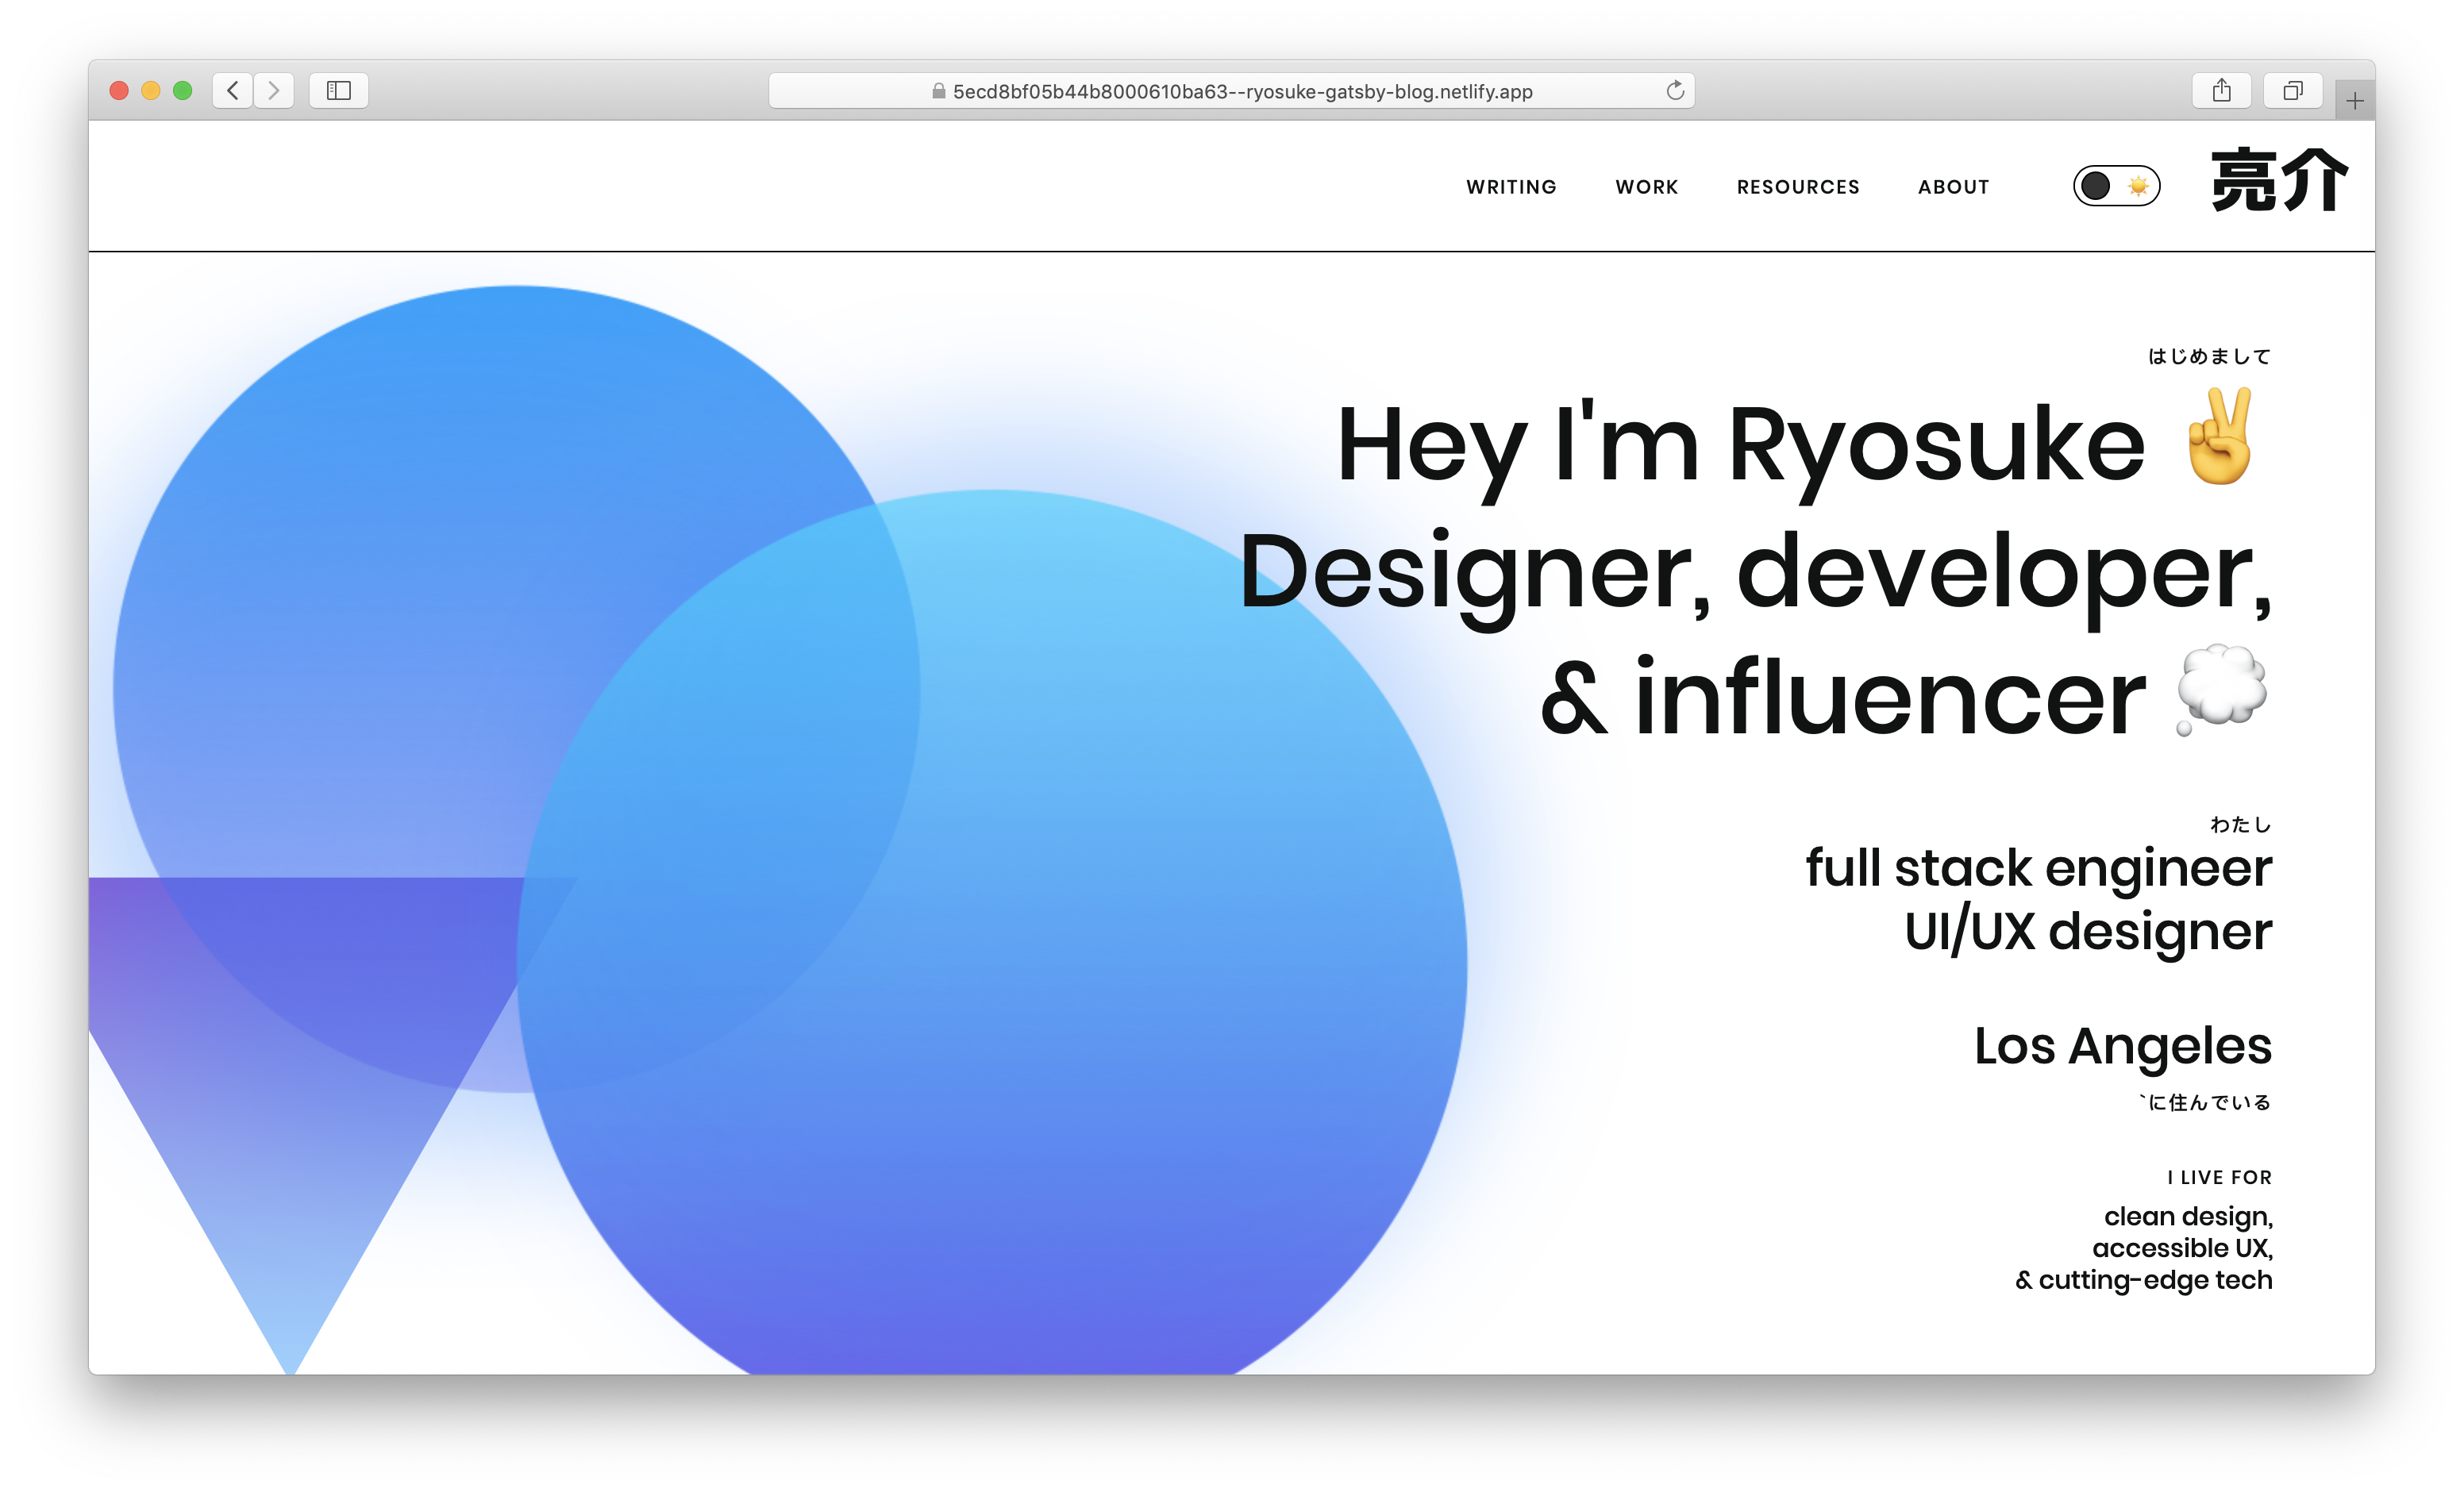 5ecd8bf05b44b8000610ba63--ryosuke-gatsby-blog.netlify.app
WRITING WORK RESOURCES ABOUT 亮介
はじめまして
Hey I'm Ryosuke ✌️
Designer, developer,
& influencer 💭
わたし
full stack engineer
UI/UX designer
Los Angeles
`に住んでいる
I LIVE FOR
clean design,
accessible UX,
& cutting-edge tech